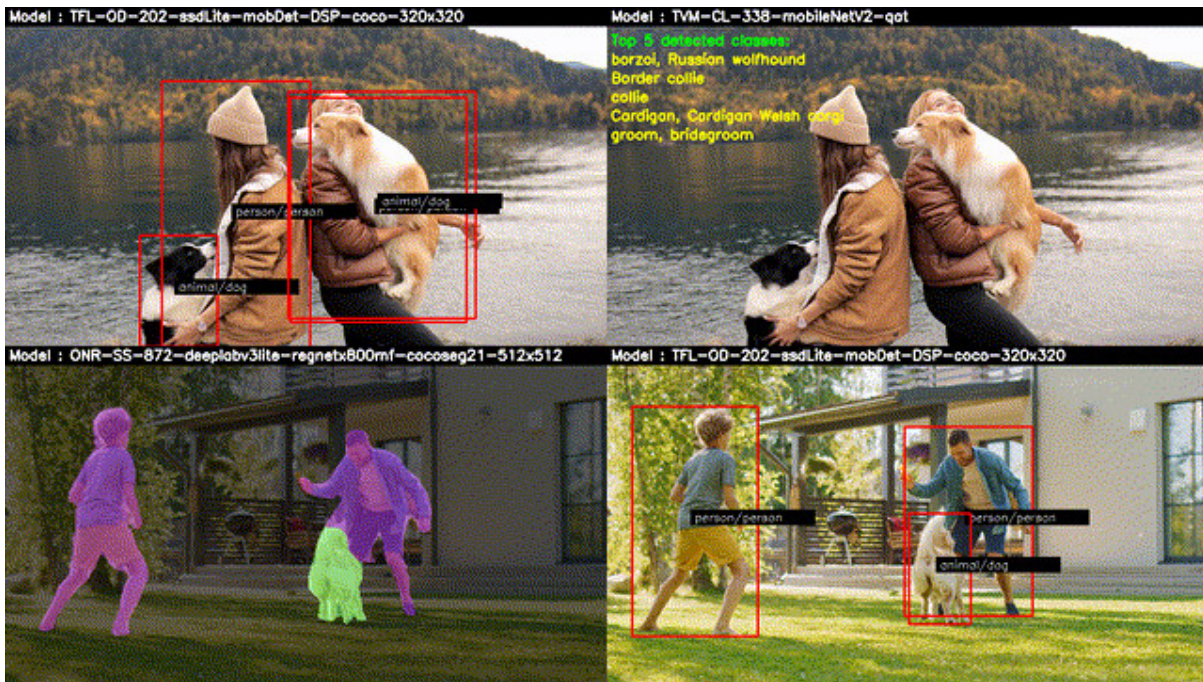 Model : TFL-OD-202-ssdLite-mobDet-DSP-coco-320x320
person/person
animal/dog
animal/dog
Model : TVM-CL-338-mobileNetV2-qat
Top 5 detected classes:
borzoi, Russian wolfhound
Border collie
collie
Cardigan, Cardigan Welsh corgi
groom, bridegroom
Model : ONR-SS-872-deeplabv3lite-regnetx800mf-cocoseg21-512x512
Model : TFL-OD-202-ssdLite-mobDet-DSP-coco-320x320
person/person
person/person
animal/dog